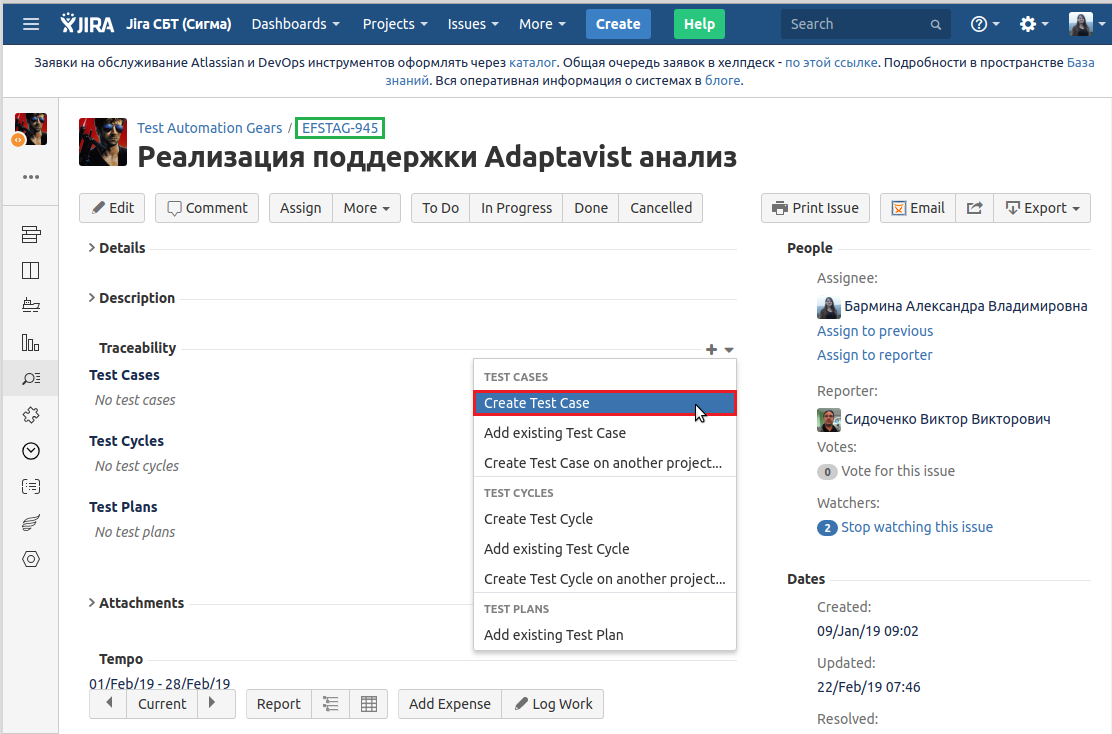 JIRA Jira СБТ (Сигма) Dashboards Projects Issues More Create Help Search
Заявки на обслуживание Atlassian и DevOps инструментов оформлять через каталог. Общая очередь заявок в хелпдеск - по этой ссылке. Подробности в пространстве База
знаний. Вся оперативная информация о системах в блоге.
Test Automation Gears / EFSTAG-945
Реализация поддержки Adaptavist анализ
Edit Comment Assign More To Do In Progress Done Cancelled Print Issue Email Export
Details
Description
Traceability
Test Cases
No test cases
Test Cycles
No test cycles
Test Plans
No test plans
TEST CASES
Create Test Case
Add existing Test Case
Create Test Case on another project...
TEST CYCLES
Create Test Cycle
Add existing Test Cycle
Create Test Cycle on another project...
TEST PLANS
Add existing Test Plan
Attachments
Tempo
01/Feb/19 - 28/Feb/19
Current Report Add Expense Log Work
People
Assignee:
Бармина Александра Владимировна
Assign to previous
Assign to reporter
Reporter:
Сидоченко Виктор Викторович
Votes:
0 Vote for this issue
Watchers:
2 Stop watching this issue
Dates
Created:
09/Jan/19 09:02
Updated:
22/Feb/19 07:46
Resolved: